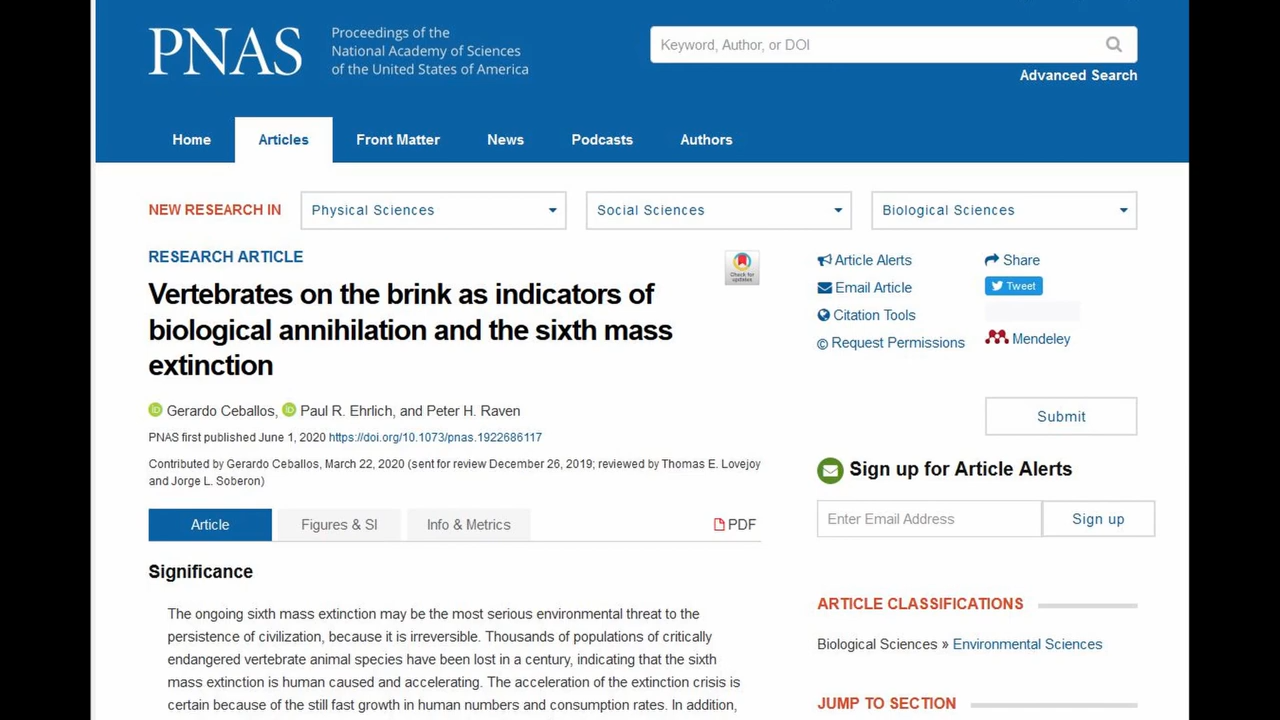 PNAS
Proceedings of the
National Academy of Sciences
of the United States of America
Keyword, Author, or DOI
Advanced Search
Home
Articles
Front Matter
News
Podcasts
Authors
NEW RESEARCH IN
Physical Sciences
Social Sciences
Biological Sciences
RESEARCH ARTICLE
Check for
updates
Vertebrates on the brink as indicators of
biological annihilation and the sixth mass
extinction
iD Gerardo Ceballos, iD Paul R. Ehrlich, and Peter H. Raven
PNAS first published June 1, 2020 https://doi.org/10.1073/pnas.1922686117
Contributed by Gerardo Ceballos, March 22, 2020 (sent for review December 26, 2019; reviewed by Thomas E. Lovejoy
and Jorge L. Soberon)
Article
Figures & SI
Info & Metrics
PDF
Significance
The ongoing sixth mass extinction may be the most serious environmental threat to the
persistence of civilization, because it is irreversible. Thousands of populations of critically
endangered vertebrate animal species have been lost in a century, indicating that the sixth
mass extinction is human caused and accelerating. The acceleration of the extinction crisis is
certain because of the still fast growth in human numbers and consumption rates. In addition,
Article Alerts
Email Article
Citation Tools
© Request Permissions
Share
Tweet
Mendeley
Submit
Sign up for Article Alerts
Enter Email Address
Sign up
ARTICLE CLASSIFICATIONS
Biological Sciences » Environmental Sciences
JUMP TO SECTION